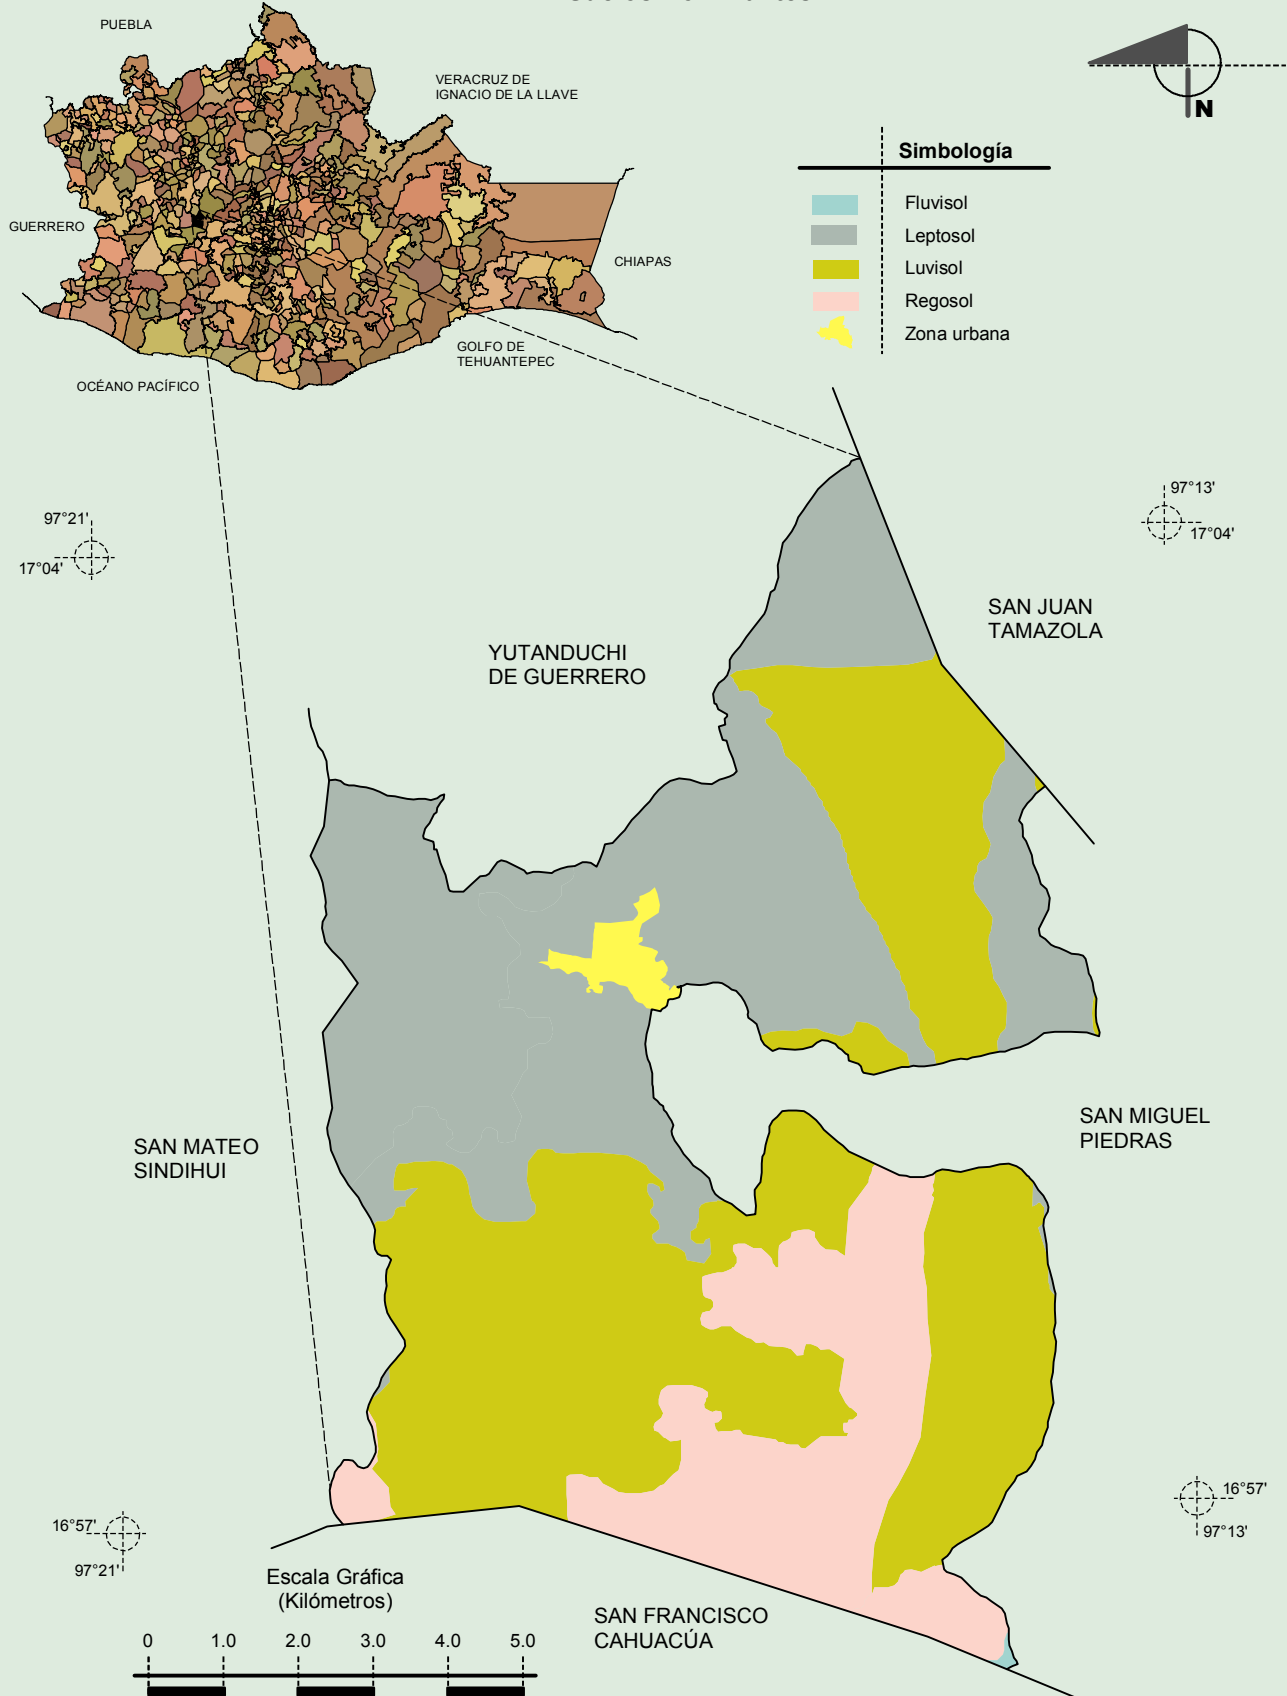 PUEBLA
VERACRUZ DE
IGNACIO DE LA LLAVE
N
Simbología
Fluvisol
Leptosol
Luvisol
Regosol
Zona urbana
GUERRERO
CHIAPAS
GOLFO DE
TEHUANTEPEC
OCÉANO PACÍFICO
97°21'
17°04'
97°13'
17°04'
SAN JUAN
TAMAZOLA
YUTANDUCHI
DE GUERRERO
SAN MATEO
SINDIHUI
SAN MIGUEL
PIEDRAS
16°57'
97°21'
16°57'
97°13'
Escala Gráfica
(Kilómetros)
SAN FRANCISCO
CAHUACÚA
0 1.0 2.0 3.0 4.0 5.0